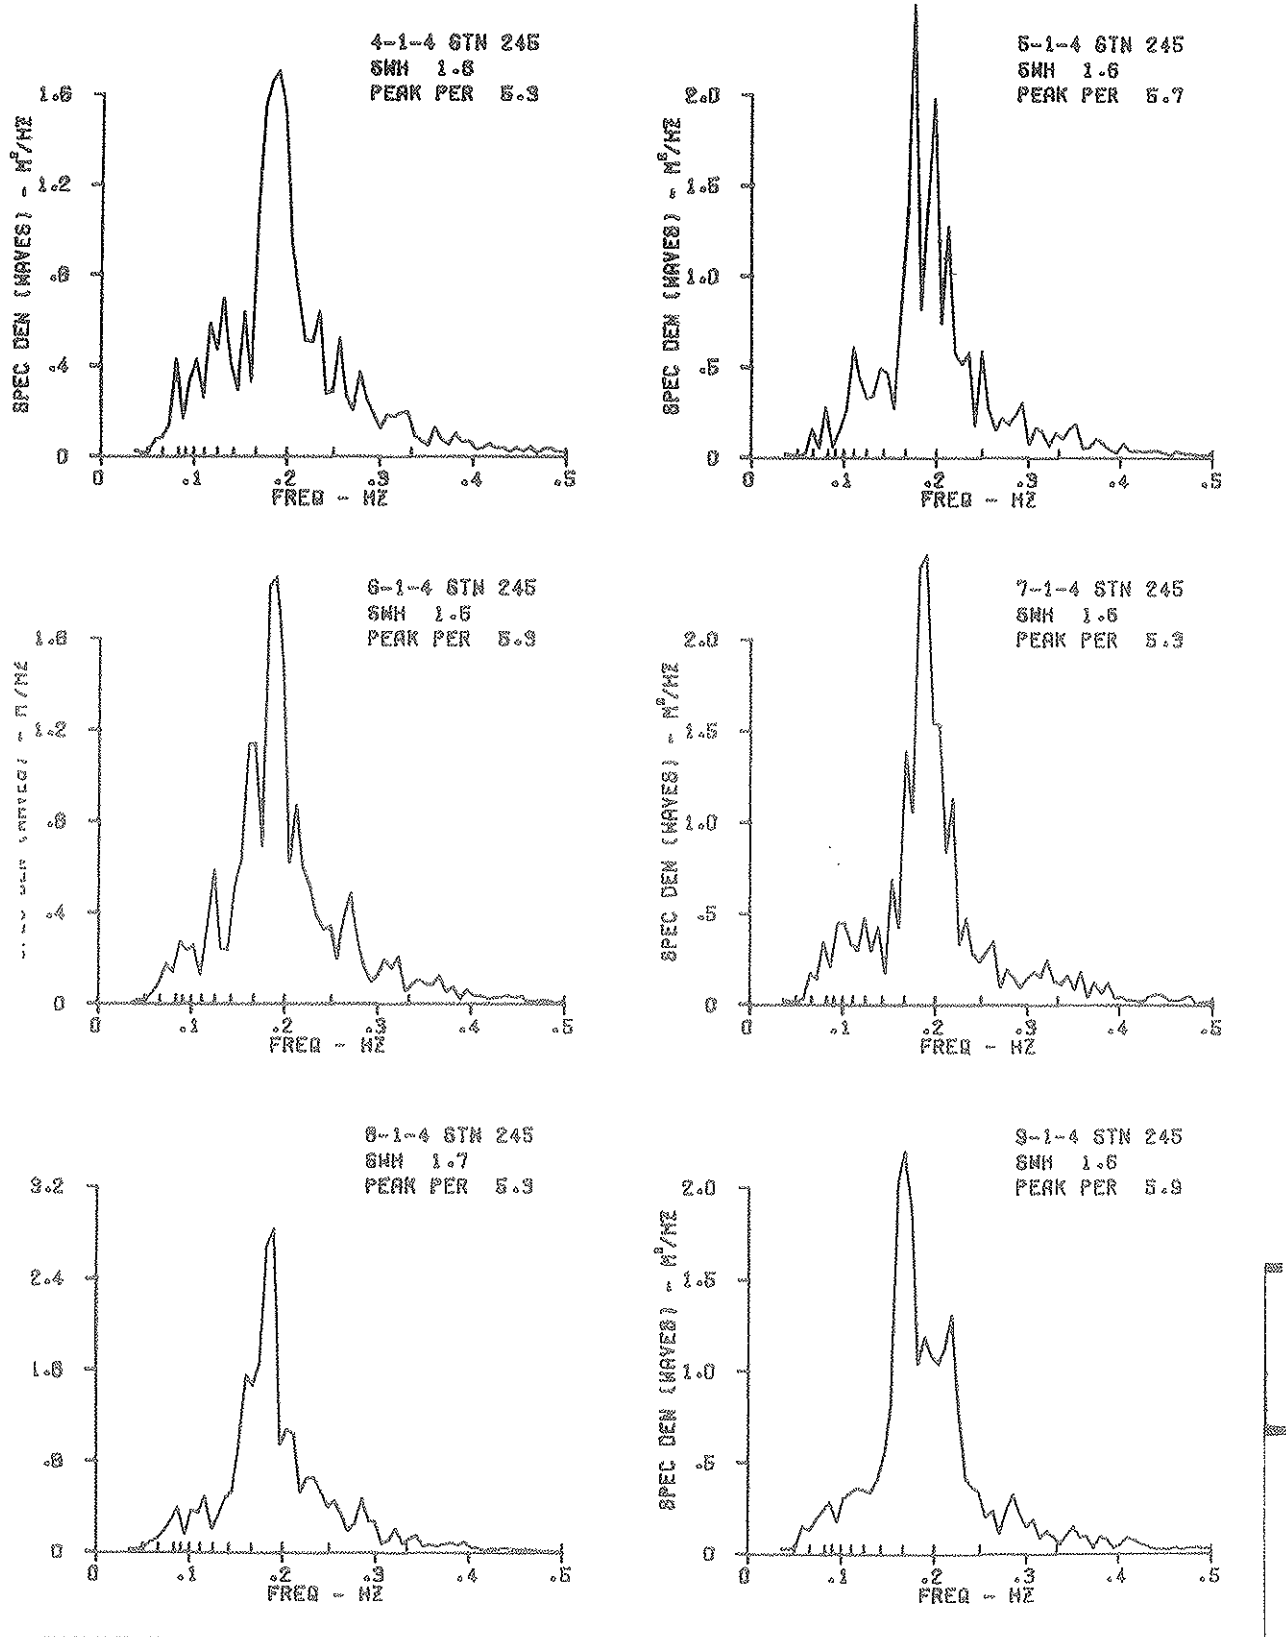 4-1-4 STN 245
SWH 1.6
PEAK PER 5.3
SPEC DEN (WAVES) - M²/HZ
1.6
1.2
.8
.4
0
0 .1 .2 .3 .4 .5
FREQ - HZ
5-1-4 STN 245
SWH 1.6
PEAK PER 5.7
SPEC DEN (WAVES) - M²/HZ
2.0
1.5
1.0
.5
0
0 .1 .2 .3 .4 .5
FREQ - HZ
6-1-4 STN 245
SWH 1.5
PEAK PER 5.3
1.6
1.2
.8
.4
0
0 .1 .2 .3 .4 .5
FREQ - HZ
7-1-4 STN 245
SWH 1.6
PEAK PER 5.3
SPEC DEN (WAVES) - M²/HZ
2.0
1.5
1.0
.5
0
0 .1 .2 .3 .4 .5
FREQ - HZ
8-1-4 STN 245
SWH 1.7
PEAK PER 5.3
3.2
2.4
1.6
.8
0
0 .1 .2 .3 .4 .5
FREQ - HZ
9-1-4 STN 245
SWH 1.6
PEAK PER 5.9
SPEC DEN (WAVES) - M²/HZ
2.0
1.5
1.0
.5
0
0 .1 .2 .3 .4 .5
FREQ - HZ